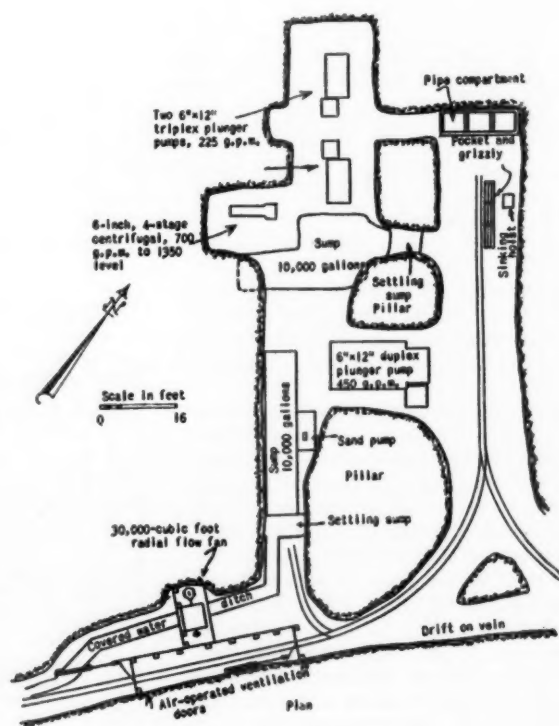 Pipe compartment
Two 6"×12"
triplex plunger
pumps, 225 g.p.m.
Pocket and
grizzly
Sinking
hoist
6-inch, 4-stage
centrifugal, 700
g.p.m. to 1350
level
Sump
10,000 gallons
Settling
sump
Pillar
6"×12" duplex
plunger pump
450 g.p.m.
Scale in feet
0 16
Sump
10,000 gallons
Sand pump
Pillar
Settling sump
30,000-cubic foot
radial flow fan
Covered water
ditch
Drift on vein
Air-operated ventilation
doors
Plan